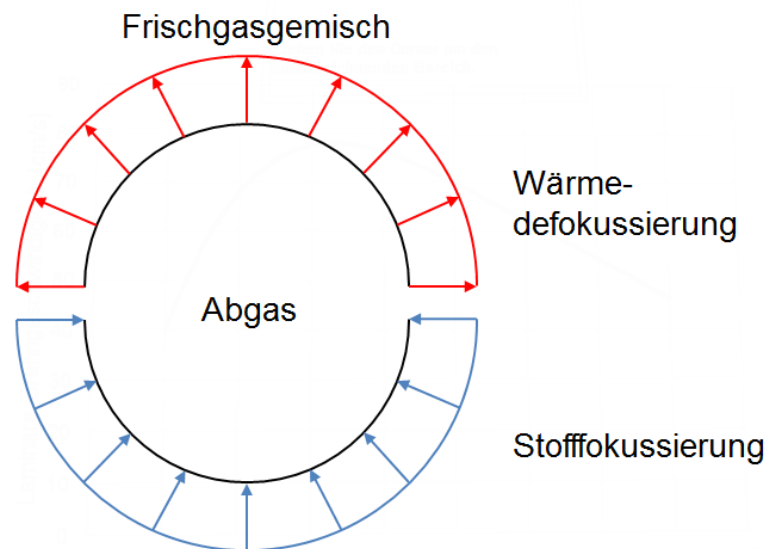 Frischgasgemisch
Wärme-
defokussierung
Abgas
Stofffokussierung